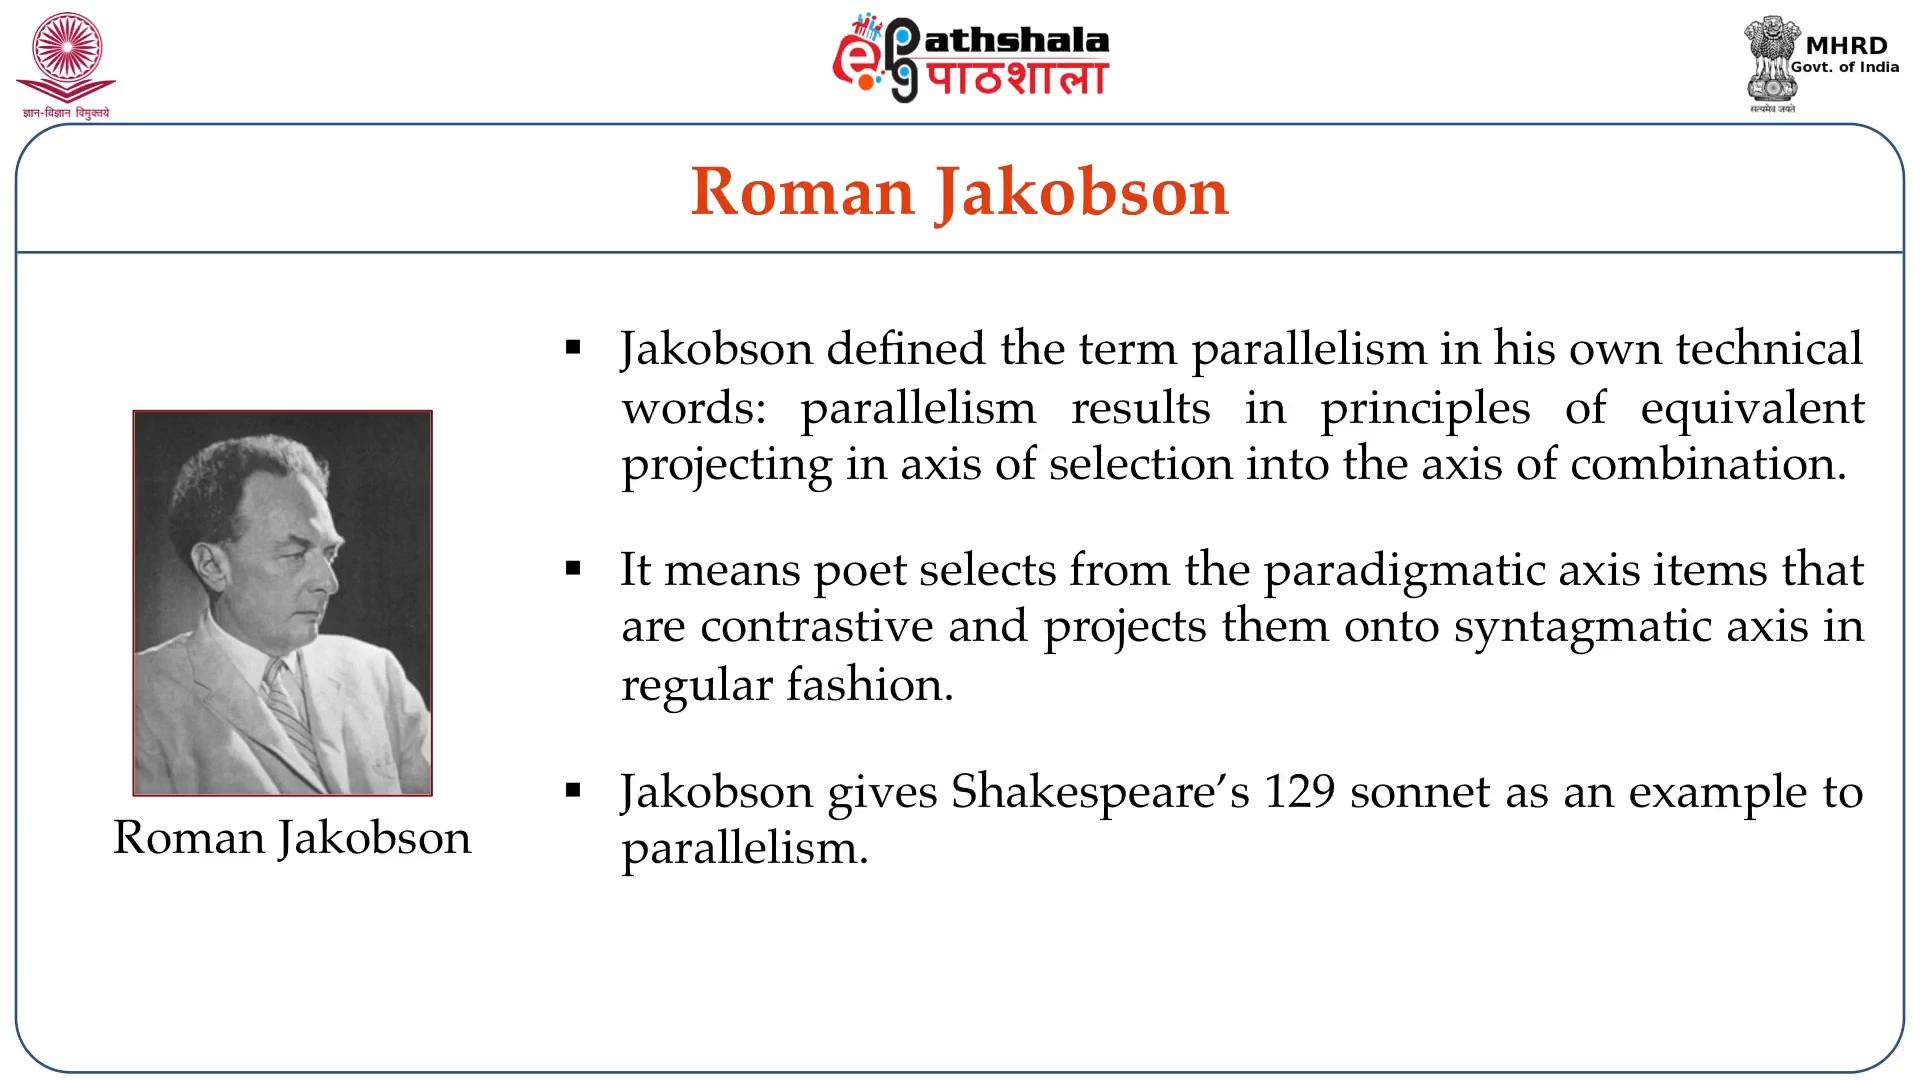 ज्ञान-विज्ञान विमुक्तये
ePathshala
पाठशाला
MHRD
Govt. of India
सत्यमेव जयते
Roman Jakobson
▪ Jakobson defined the term parallelism in his own technical
words: parallelism results in principles of equivalent
projecting in axis of selection into the axis of combination.
▪ It means poet selects from the paradigmatic axis items that
are contrastive and projects them onto syntagmatic axis in
regular fashion.
▪ Jakobson gives Shakespeare’s 129 sonnet as an example to
parallelism.
Roman Jakobson